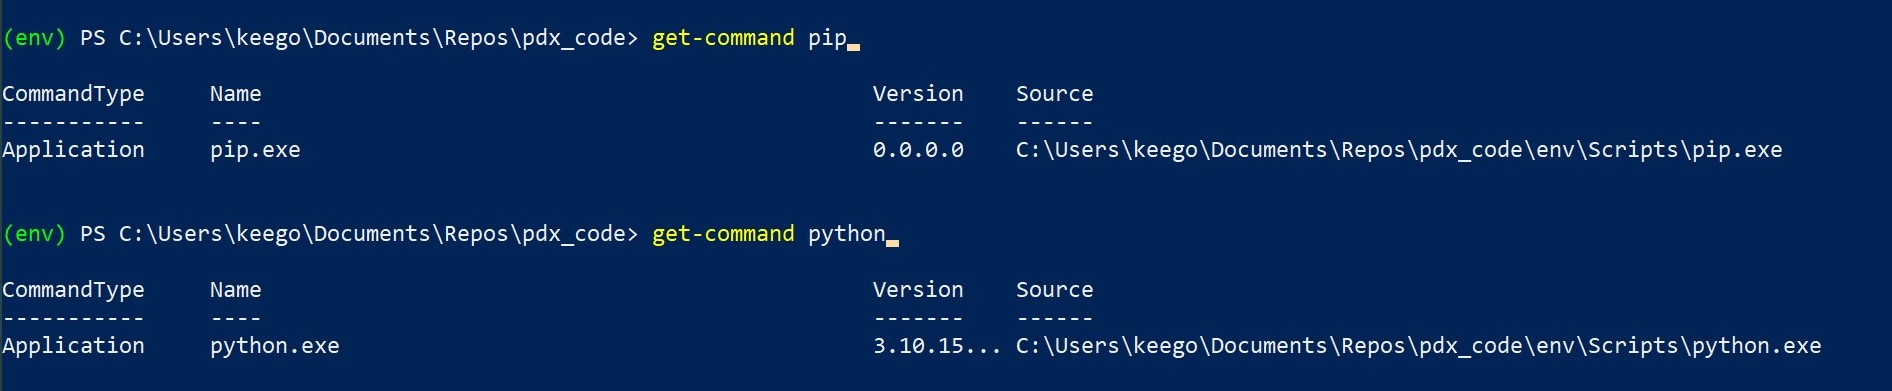 (env) PS C:\Users\keego\Documents\Repos\pdx_code> get-command pip
CommandType Name Version Source
----------- ---- ------- ------
Application pip.exe 0.0.0.0 C:\Users\keego\Documents\Repos\pdx_code\env\Scripts\pip.exe
(env) PS C:\Users\keego\Documents\Repos\pdx_code> get-command python
CommandType Name Version Source
----------- ---- ------- ------
Application python.exe 3.10.15... C:\Users\keego\Documents\Repos\pdx_code\env\Scripts\python.exe